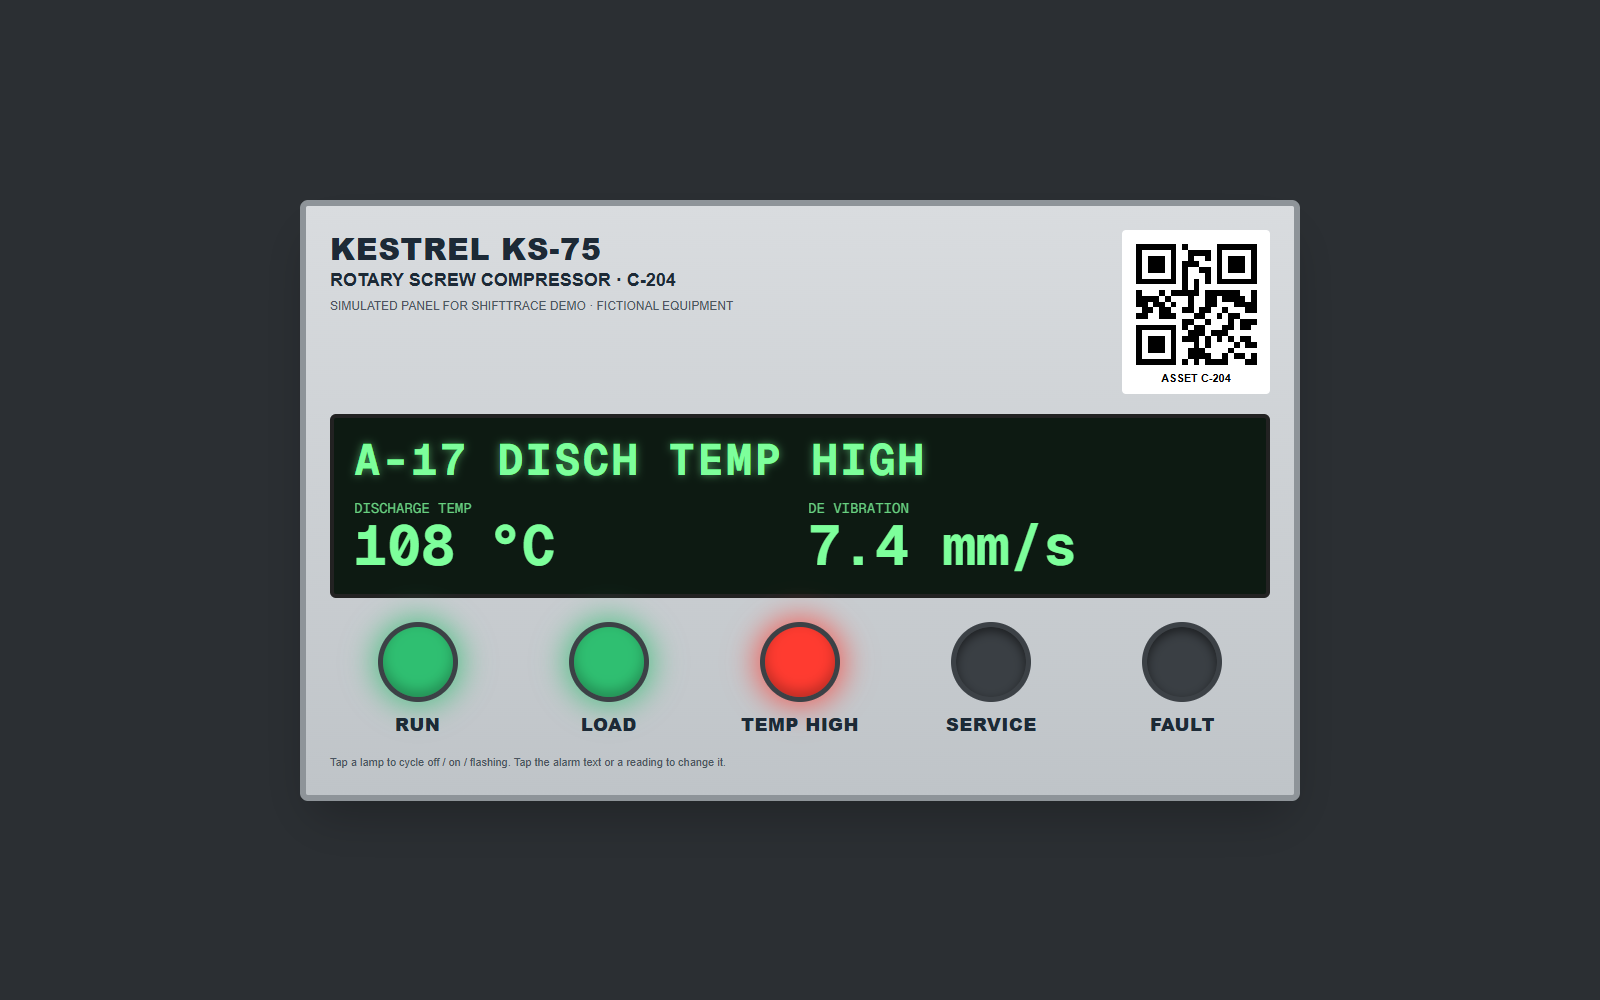 KESTREL KS-75
ROTARY SCREW COMPRESSOR · C-204
SIMULATED PANEL FOR SHIFTTRACE DEMO · FICTIONAL EQUIPMENT
ASSET C-204
A-17 DISCH TEMP HIGH
DISCHARGE TEMP
108 °C
DE VIBRATION
7.4 mm/s
RUN
LOAD
TEMP HIGH
SERVICE
FAULT
Tap a lamp to cycle off / on / flashing. Tap the alarm text or a reading to change it.